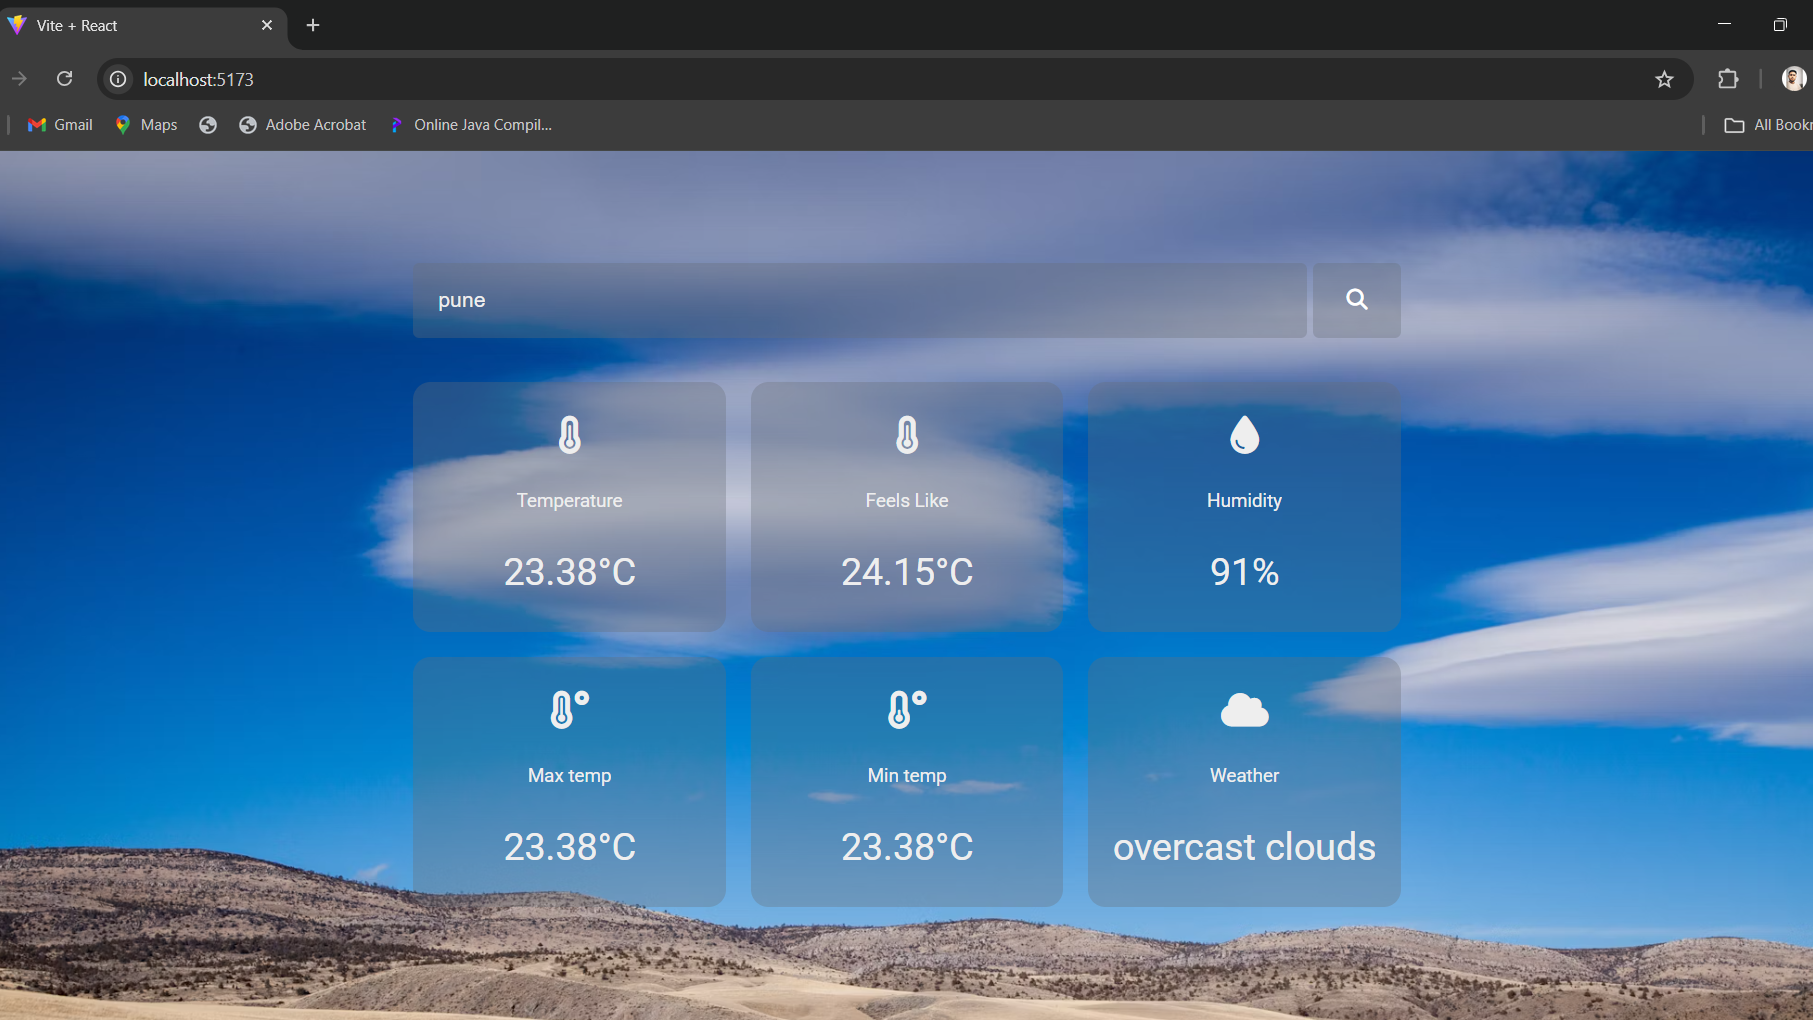 Vite + React
localhost:5173
Gmail Maps Adobe Acrobat Online Java Compil... All Bookr
pune
Temperature Feels Like Humidity
23.38°C 24.15°C 91%
Max temp Min temp Weather
23.38°C 23.38°C overcast clouds